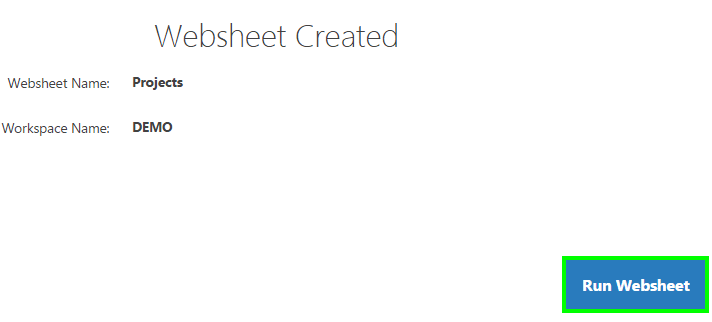 Websheet Created
Websheet Name: Projects
Workspace Name: DEMO
Run Websheet